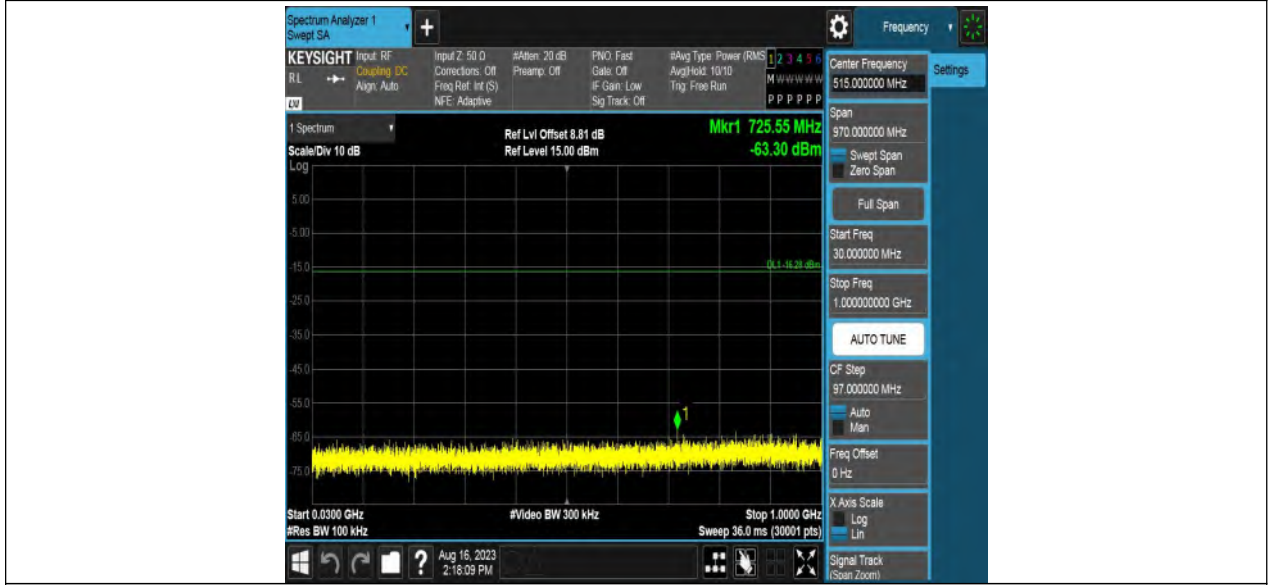 Spectrum Analyzer 1
Swept SA
+
Frequency
KEYSIGHT
RL
LXI
Input: RF
Coupling: DC
Align: Auto
Input Z: 50 Ω
Corrections: Off
Freq Ref: Int (S)
NFE: Adaptive
#Atten: 20 dB
Preamp: Off
PNO: Fast
Gate: Off
IF Gain: Low
Sig Track: Off
#Avg Type: Power (RMS
Avg|Hold: 10/10
Trig: Free Run
1 2 3 4 5 6
M W W W W W
P P P P P P
1 Spectrum
Scale/Div 10 dB
Ref Lvl Offset 8.81 dB
Ref Level 15.00 dBm
Mkr1 725.55 MHz
-63.30 dBm
Log
5.00
-5.00
-15.0
DL1 -16.28 dBm
-25.0
-35.0
-45.0
-55.0
1
-65.0
-75.0
Start 0.0300 GHz
#Res BW 100 kHz
#Video BW 300 kHz
Stop 1.0000 GHz
Sweep 36.0 ms (30001 pts)
?
Aug 16, 2023
2:18:09 PM
Center Frequency
515.000000 MHz
Settings
Span
970.000000 MHz
Swept Span
Zero Span
Full Span
Start Freq
30.000000 MHz
Stop Freq
1.000000000 GHz
AUTO TUNE
CF Step
97.000000 MHz
Auto
Man
Freq Offset
0 Hz
X Axis Scale
Log
Lin
Signal Track
(Span Zoom)